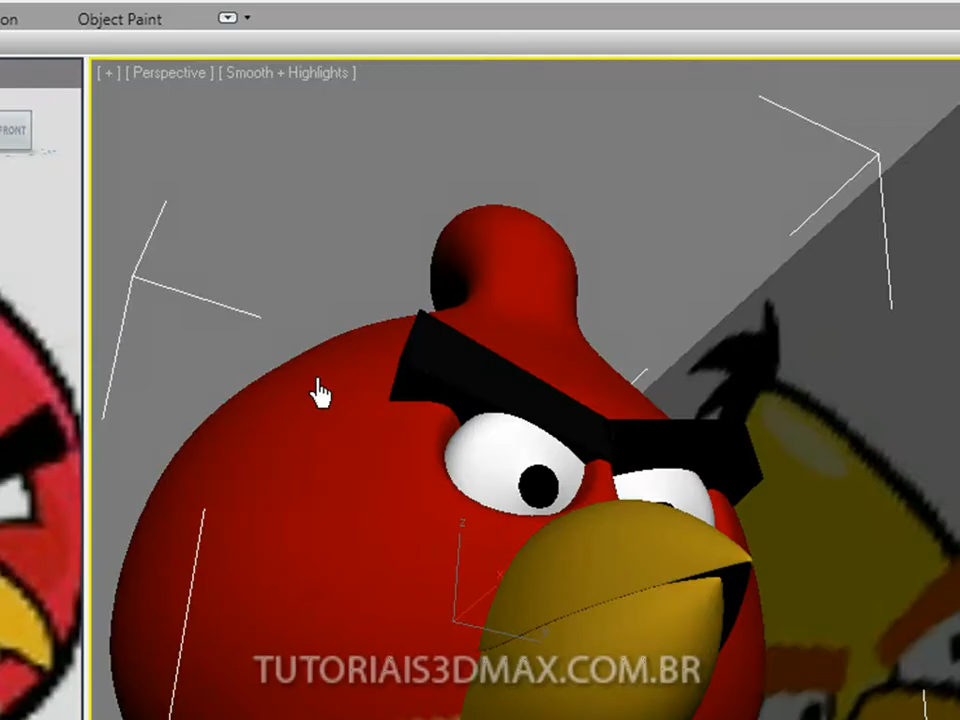 on Object Paint
[ + ] [ Perspective ] [ Smooth + Highlights ]
FRONT
z
x
TUTORIAIS3DMAX.COM.BR